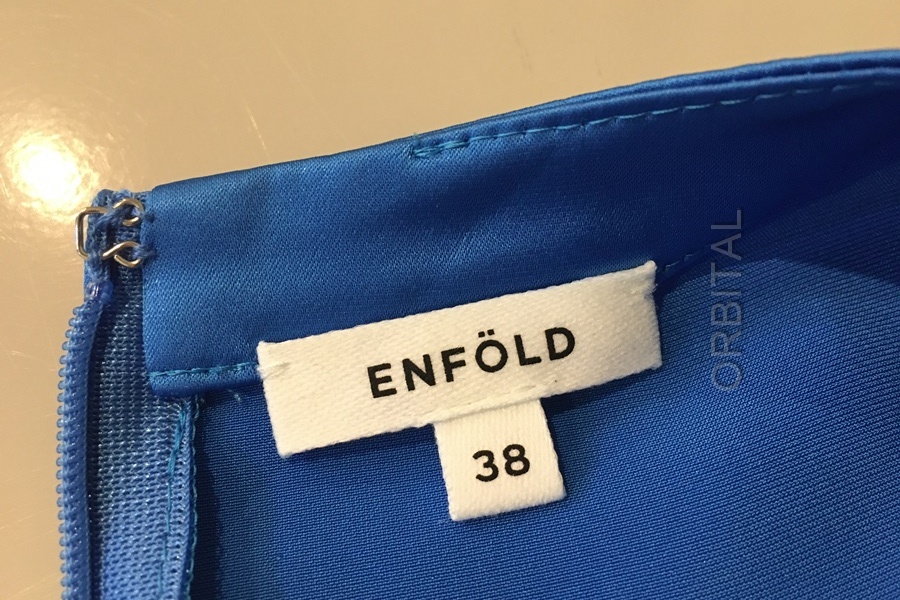 ENFÖLD
38
ORBITAL